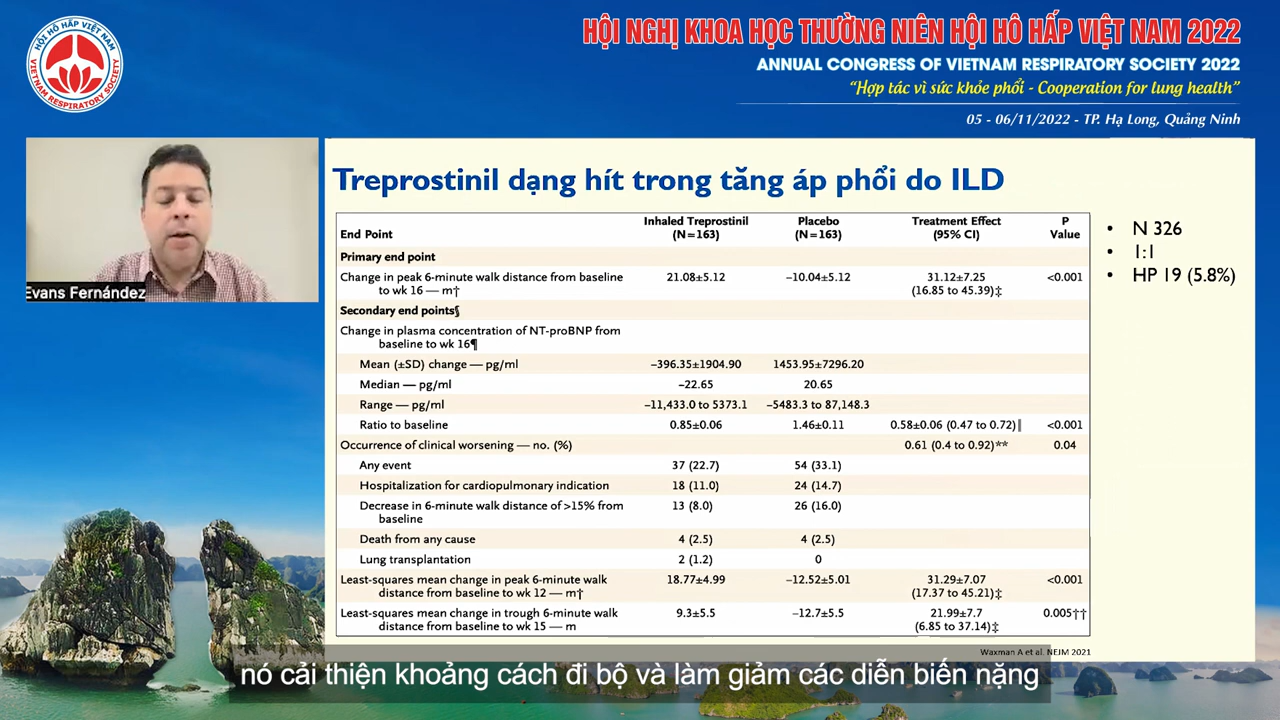 HỘI HÔ HẤP VIỆT NAM
VIETNAM RESPIRATORY SOCIETY
HỘI NGHỊ KHOA HỌC THƯỜNG NIÊN HỘI HÔ HẤP VIỆT NAM 2022
ANNUAL CONGRESS OF VIETNAM RESPIRATORY SOCIETY 2022
“Hợp tác vì sức khỏe phổi - Cooperation for lung health”
05 - 06/11/2022 - TP. Hạ Long, Quảng Ninh
Evans Fernández
Treprostinil dạng hít trong tăng áp phổi do ILD
End Point Inhaled Treprostinil (N=163) Placebo (N=163) Treatment Effect (95% CI) P Value
Primary end point
Change in peak 6-minute walk distance from baseline 21.08±5.12 −10.04±5.12 31.12±7.25 <0.001
to wk 16 — m† (16.85 to 45.39)‡
Secondary end points§
Change in plasma concentration of NT-proBNP from
baseline to wk 16¶
Mean (±SD) change — pg/ml −396.35±1904.90 1453.95±7296.20
Median — pg/ml −22.65 20.65
Range — pg/ml −11,433.0 to 5373.1 −5483.3 to 87,148.3
Ratio to baseline 0.85±0.06 1.46±0.11 0.58±0.06 (0.47 to 0.72)‖ <0.001
Occurrence of clinical worsening — no. (%) 0.61 (0.4 to 0.92)** 0.04
Any event 37 (22.7) 54 (33.1)
Hospitalization for cardiopulmonary indication 18 (11.0) 24 (14.7)
Decrease in 6-minute walk distance of >15% from 13 (8.0) 26 (16.0)
baseline
Death from any cause 4 (2.5) 4 (2.5)
Lung transplantation 2 (1.2) 0
Least-squares mean change in peak 6-minute walk 18.77±4.99 −12.52±5.01 31.29±7.07 <0.001
distance from baseline to wk 12 — m† (17.37 to 45.21)‡
Least-squares mean change in trough 6-minute walk 9.3±5.5 −12.7±5.5 21.99±7.7 0.005††
distance from baseline to wk 15 — m (6.85 to 37.14)‡
• N 326
• 1:1
• HP 19 (5.8%)
Waxman A et al. NEJM 2021
nó cải thiện khoảng cách đi bộ và làm giảm các diễn biến nặng